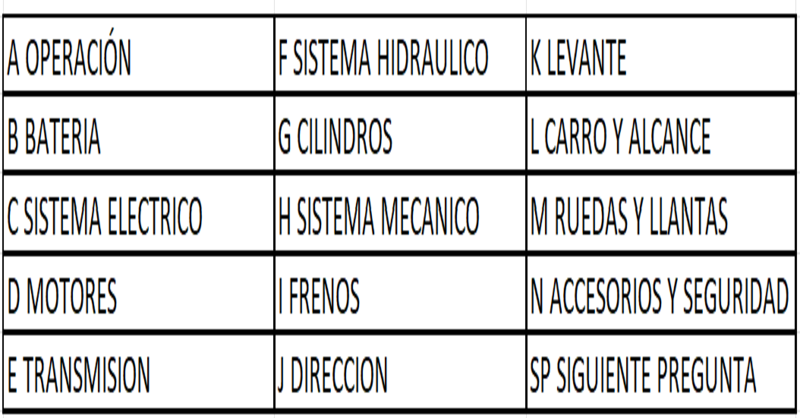 A OPERACIÓN
F SISTEMA HIDRAULICO
K LEVANTE
B BATERIA
G CILINDROS
L CARRO Y ALCANCE
C SISTEMA ELECTRICO
H SISTEMA MECANICO
M RUEDAS Y LLANTAS
D MOTORES
I FRENOS
N ACCESORIOS Y SEGURIDAD
E TRANSMISION
J DIRECCION
SP SIGUIENTE PREGUNTA